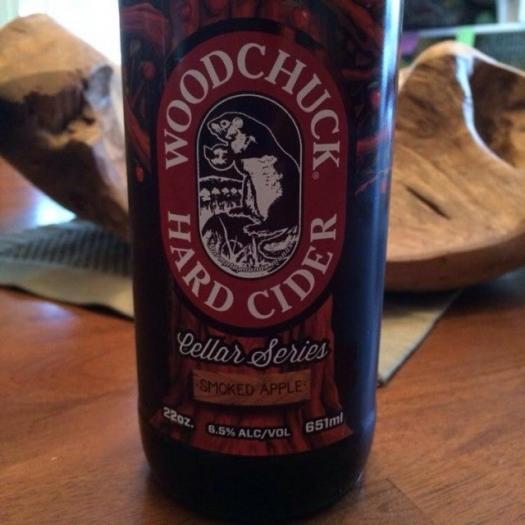 WOODCHUCK®
HARD CIDER
Cellar Series
·SMOKED APPLE·
22oz. 6.5% ALC/VOL 651ml